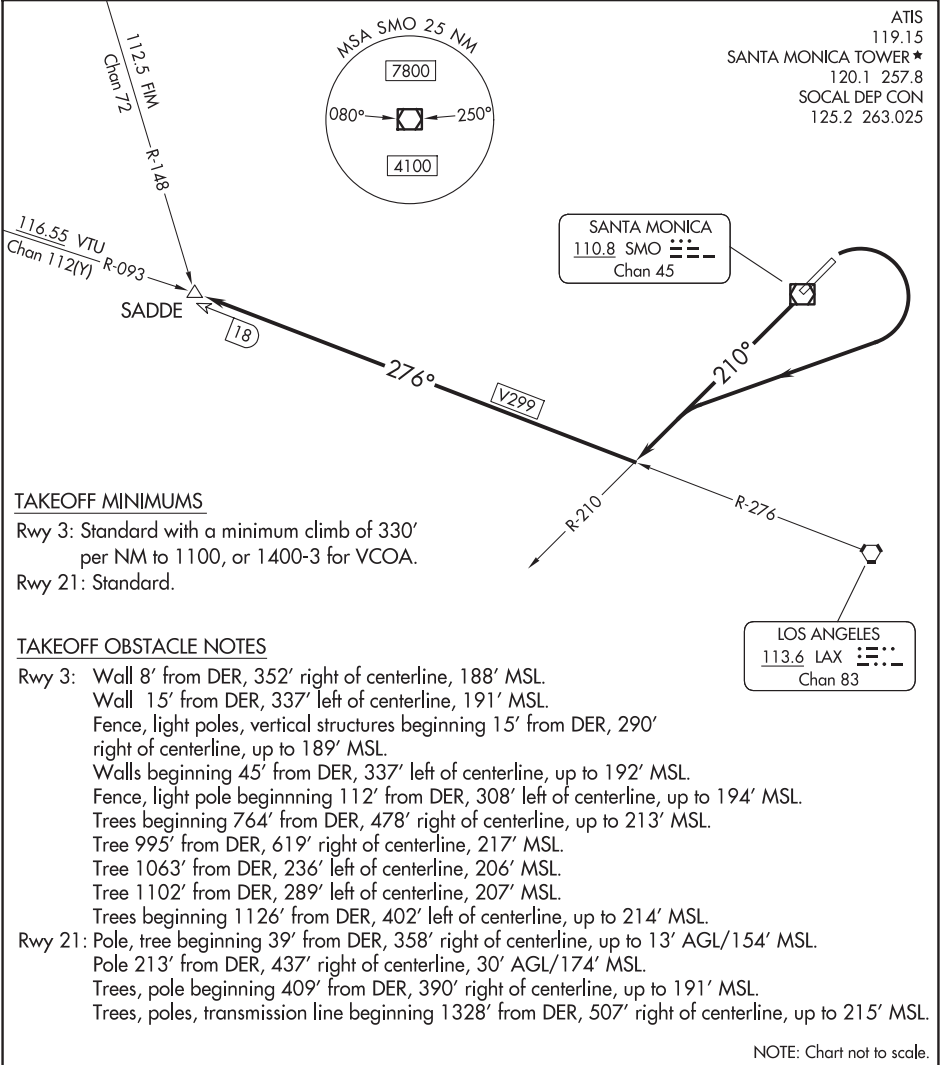 ATIS
119.15
SANTA MONICA TOWER★
120.1 257.8
SOCAL DEP CON
125.2 263.025
MSA SMO 25 NM
7800
080°
250°
4100
112.5 FIM
Chan 72
R-148
116.55 VTU
Chan 112(Y)
R-093
SADDE
18
276°
V299
SANTA MONICA
110.8 SMO
Chan 45
210°
R-210
R-276
LOS ANGELES
113.6 LAX
Chan 83
TAKEOFF MINIMUMS
Rwy 3: Standard with a minimum climb of 330’
per NM to 1100, or 1400-3 for VCOA.
Rwy 21: Standard.
TAKEOFF OBSTACLE NOTES
Rwy 3: Wall 8’ from DER, 352’ right of centerline, 188’ MSL.
Wall 15’ from DER, 337’ left of centerline, 191’ MSL.
Fence, light poles, vertical structures beginning 15’ from DER, 290’
right of centerline, up to 189’ MSL.
Walls beginning 45’ from DER, 337’ left of centerline, up to 192’ MSL.
Fence, light pole beginnning 112’ from DER, 308’ left of centerline, up to 194’ MSL.
Trees beginning 764’ from DER, 478’ right of centerline, up to 213’ MSL.
Tree 995’ from DER, 619’ right of centerline, 217’ MSL.
Tree 1063’ from DER, 236’ left of centerline, 206’ MSL.
Tree 1102’ from DER, 289’ left of centerline, 207’ MSL.
Trees beginning 1126’ from DER, 402’ left of centerline, up to 214’ MSL.
Rwy 21: Pole, tree beginning 39’ from DER, 358’ right of centerline, up to 13’ AGL/154’ MSL.
Pole 213’ from DER, 437’ right of centerline, 30’ AGL/174’ MSL.
Trees, pole beginning 409’ from DER, 390’ right of centerline, up to 191’ MSL.
Trees, poles, transmission line beginning 1328’ from DER, 507’ right of centerline, up to 215’ MSL.
NOTE: Chart not to scale.